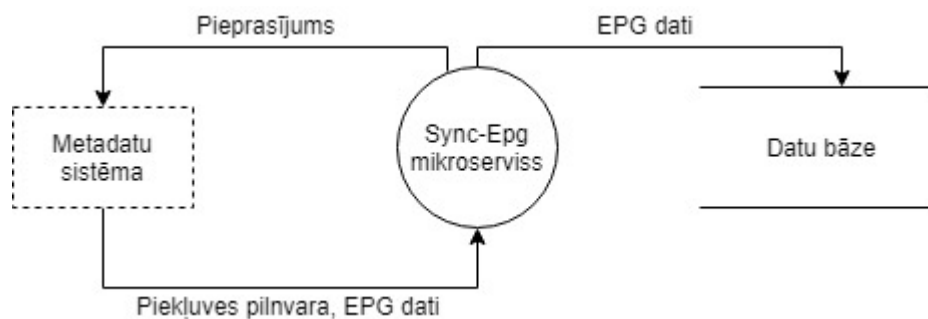 Pieprasījums
EPG dati
Metadatu
sistēma
Sync-Epg
mikroserviss
Datu bāze
Piekļuves pilnvara, EPG dati